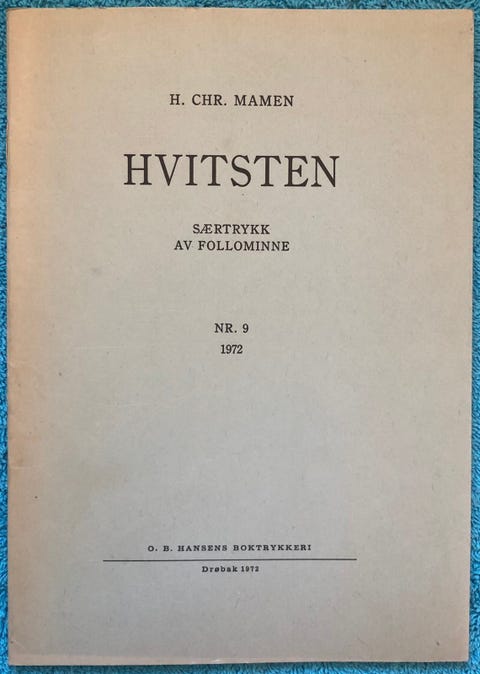 H. CHR. MAMEN
HVITSTEN
SÆRTRYKK
AV FOLLOMINNE
NR. 9
1972
O. B. HANSENS BOKTRYKKERI
Drøbak 1972